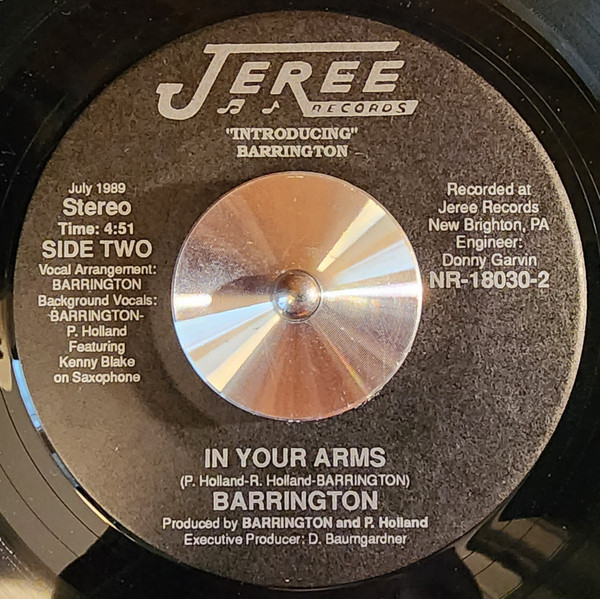 JEREE
RECORDS
"INTRODUCING"
BARRINGTON
July 1989
Stereo
Time: 4:51
SIDE TWO
Vocal Arrangement:
BARRINGTON
Background Vocals:
BARRINGTON-
P. Holland
Featuring
Kenny Blake
on Saxophone
Recorded at
Jeree Records
New Brighton, PA
Engineer:
Donny Garvin
NR-18030-2
IN YOUR ARMS
(P. Holland-R. Holland-BARRINGTON)
BARRINGTON
Produced by BARRINGTON and P. Holland
Executive Producer: D. Baumgardner